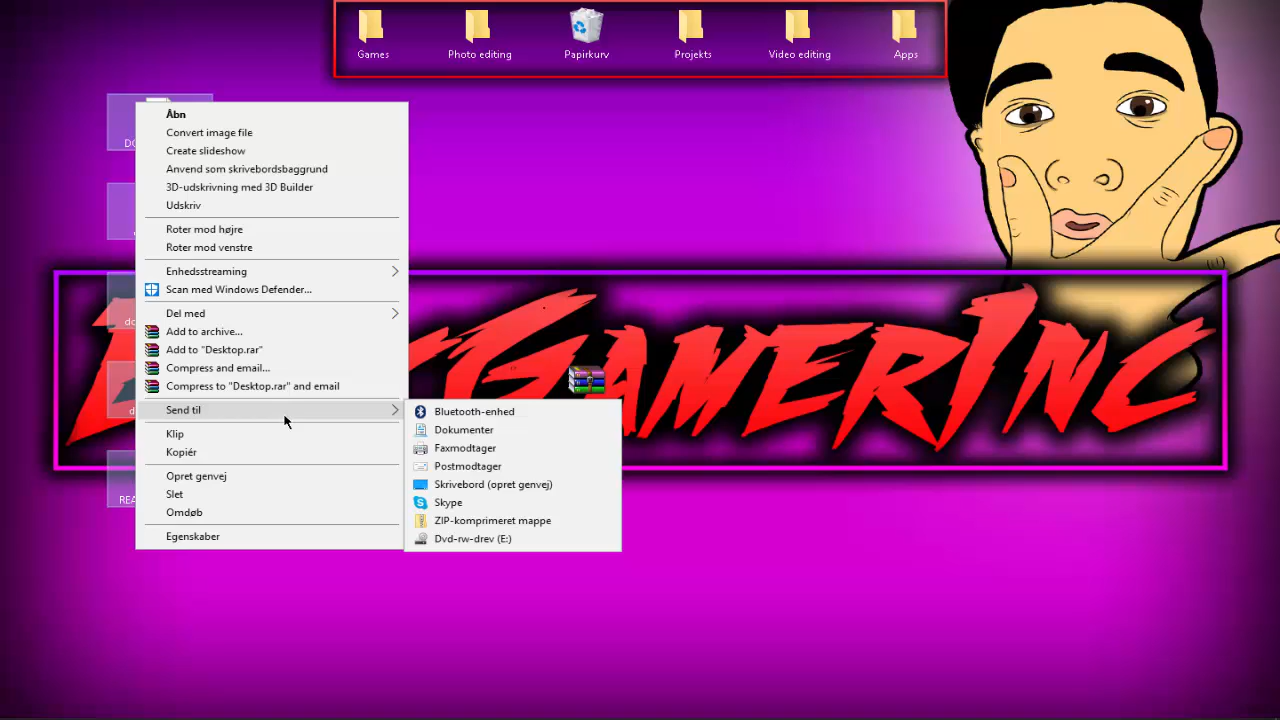 Games
Photo editing
Papirkurv
Projekts
Video editing
Apps
Åbn
Convert image file
Create slideshow
Anvend som skrivebordsbaggrund
3D-udskrivning med 3D Builder
Udskriv
Roter mod højre
Roter mod venstre
Enhedsstreaming
Scan med Windows Defender...
Del med
Add to archive...
Add to "Desktop.rar"
Compress and email...
Compress to "Desktop.rar" and email
Send til
Klip
Kopiér
Opret genvej
Slet
Omdøb
Egenskaber
Bluetooth-enhed
Dokumenter
Faxmodtager
Postmodtager
Skrivebord (opret genvej)
Skype
ZIP-komprimeret mappe
Dvd-rw-drev (E:)
GamerInc